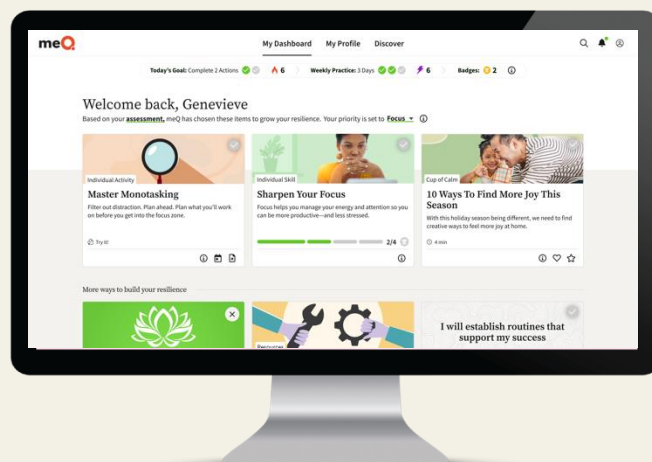 meQ
My Dashboard My Profile Discover
Today's Goal: Complete 2 Actions 6 Weekly Practice: 3 Days 6 Badges: 2
Welcome back, Genevieve
Based on your assessment, meQ has chosen these items to grow your resilience. Your priority is set to Focus
Individual Activity
Master Monotasking
Filter out distraction. Plan ahead. Plan what you'll work
on before you get into the focus zone.
Try it!
Individual Skill
Sharpen Your Focus
Focus helps you manage your energy and attention so you
can be more productive—and less stressed.
2/4
Cup of Calm
10 Ways To Find More Joy This
Season
With this holiday season being different, we need to find
creative ways to feel more joy at home.
4 min
More ways to build your resilience
Resources
I will establish routines that
support my success